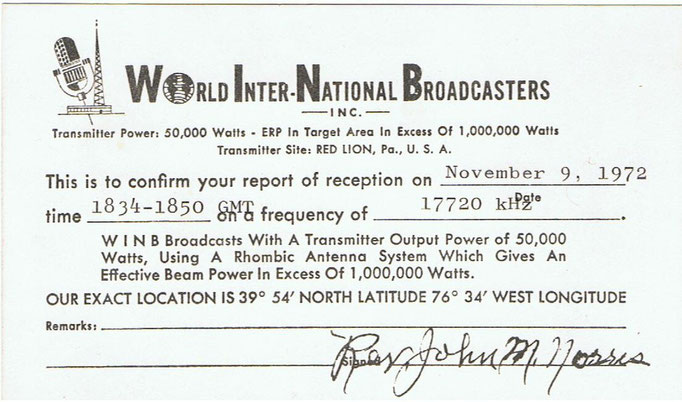 WORLD INTER-NATIONAL BROADCASTERS
INC.
Transmitter Power: 50,000 Watts - ERP In Target Area In Excess Of 1,000,000 Watts
Transmitter Site: RED LION, Pa., U. S. A.
This is to confirm your report of reception on November 9, 1972
Date
time 1834-1850 GMT on a frequency of 17720 kHz.
W I N B Broadcasts With A Transmitter Output Power of 50,000
Watts, Using A Rhombic Antenna System Which Gives An
Effective Beam Power In Excess Of 1,000,000 Watts.
OUR EXACT LOCATION IS 39° 54' NORTH LATITUDE 76° 34' WEST LONGITUDE
Remarks:
Signed Rev. John M. Norris